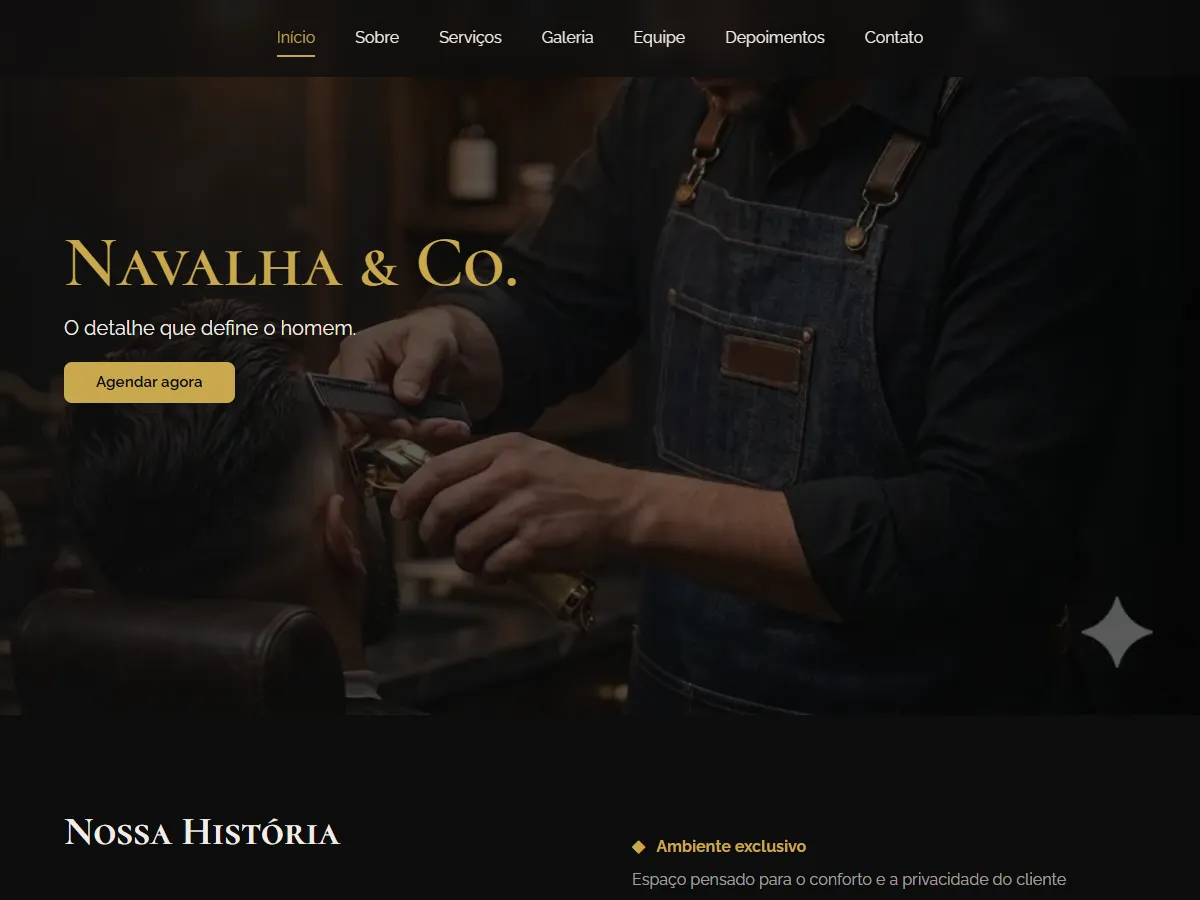 Início
Sobre
Serviços
Galeria
Equipe
Depoimentos
Contato
Navalha & Co.
O detalhe que define o homem.
Agendar agora
Nossa História
Ambiente exclusivo
Espaço pensado para o conforto e a privacidade do cliente